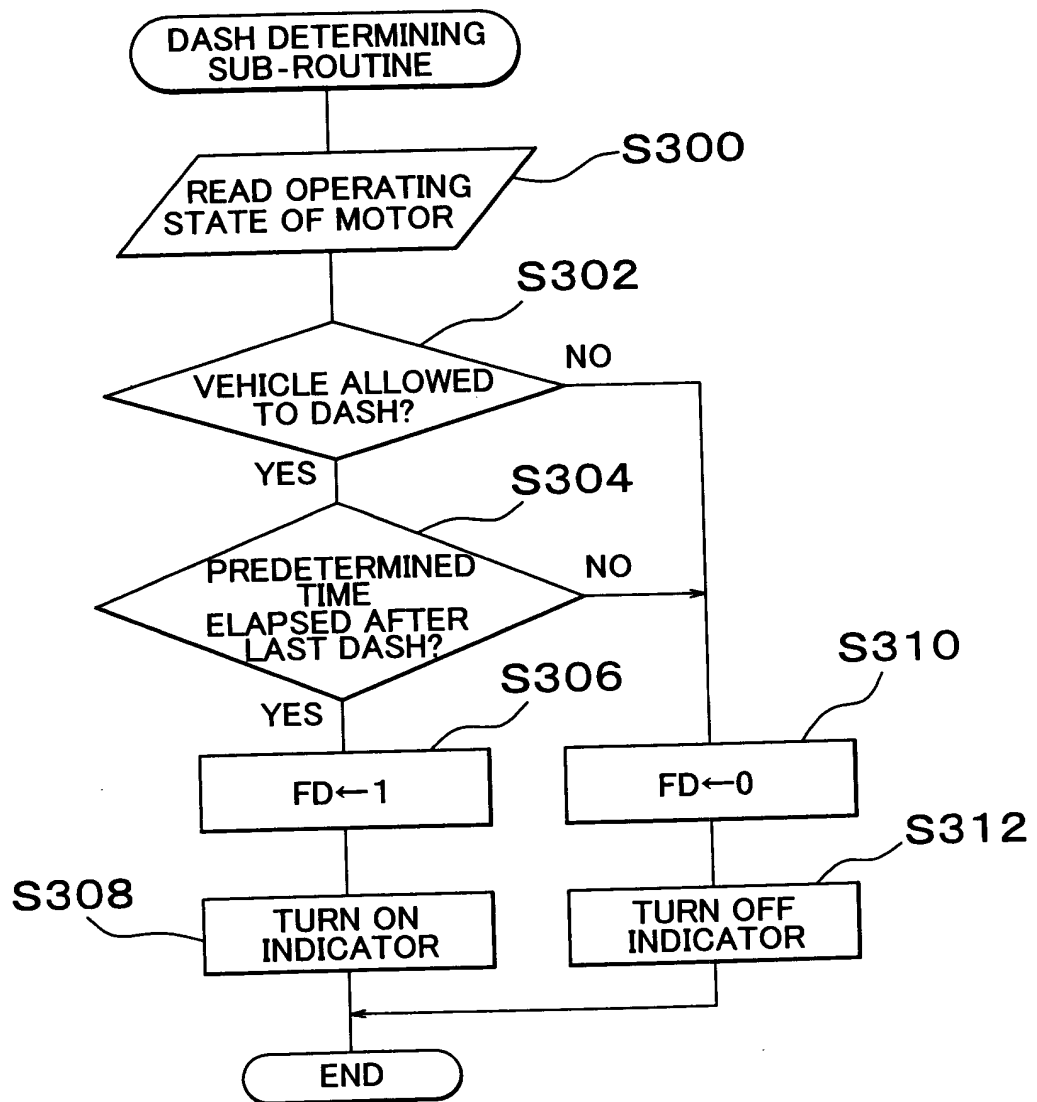 DASH DETERMINING
SUB-ROUTINE
S300
READ OPERATING
STATE OF MOTOR
S302
NO
VEHICLE ALLOWED
TO DASH?
YES
S304
PREDETERMINED
TIME
ELAPSED AFTER
LAST DASH?
NO
S306
YES
S310
FD←1
FD←0
S312
S308
TURN ON
INDICATOR
TURN OFF
INDICATOR
END